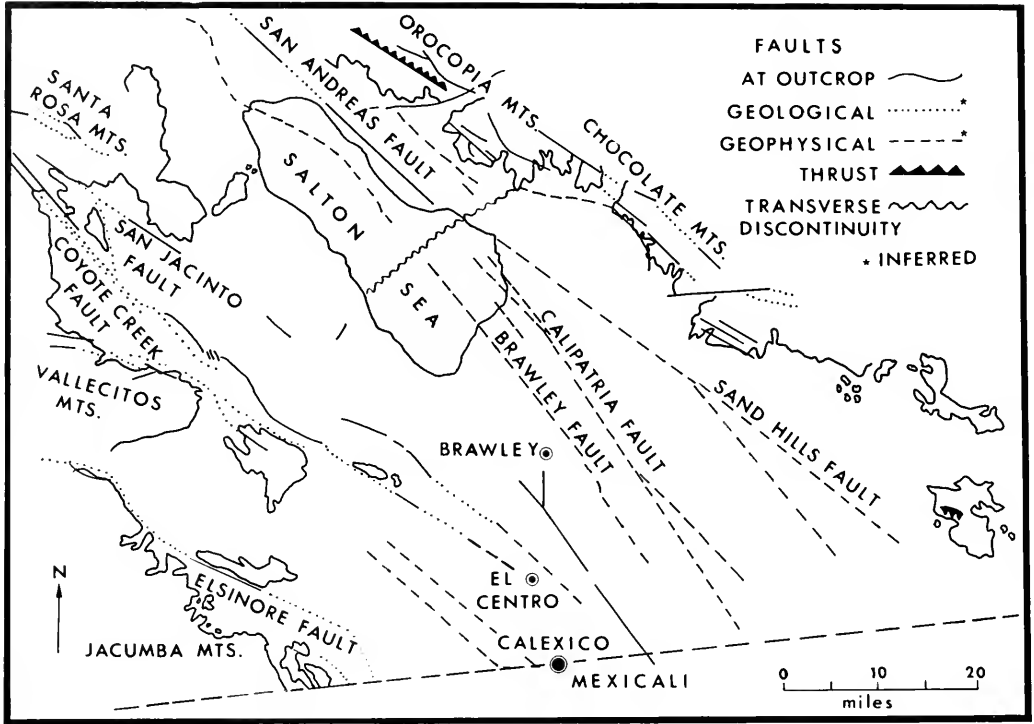 SAN ANDREAS FAULT
OROCOPIA MTS.
CHOCOLATE MTS.
SANTA
ROSA MTS.
SALTON
SEA
SAN JACINTO
FAULT
COYOTE CREEK
FAULT
VALLECITOS
MTS.
BRAWLEY FAULT
CALIPATRIA FAULT
SAND HILLS FAULT
BRAWLEY
EL
CENTRO
ELSINORE FAULT
JACUMBA MTS.
CALEXICO
MEXICALI
N
FAULTS
AT OUTCROP
GEOLOGICAL *
GEOPHYSICAL *
THRUST
TRANSVERSE
DISCONTINUITY
* INFERRED
0 10 20
miles